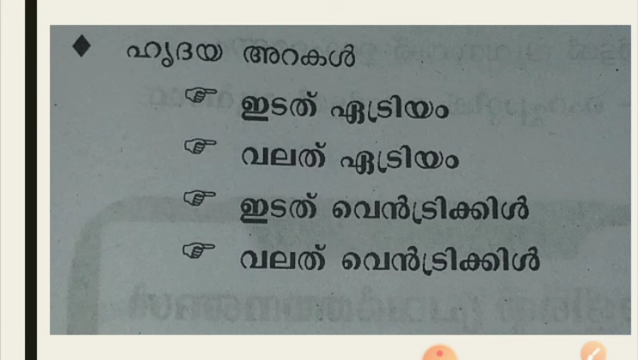 ഹൃദയ അറകൾ
ഇടത് ഏട്രിയം
വലത് ഏട്രിയം
ഇടത് വെൻട്രിക്കിൾ
വലത് വെൻട്രിക്കിൾ